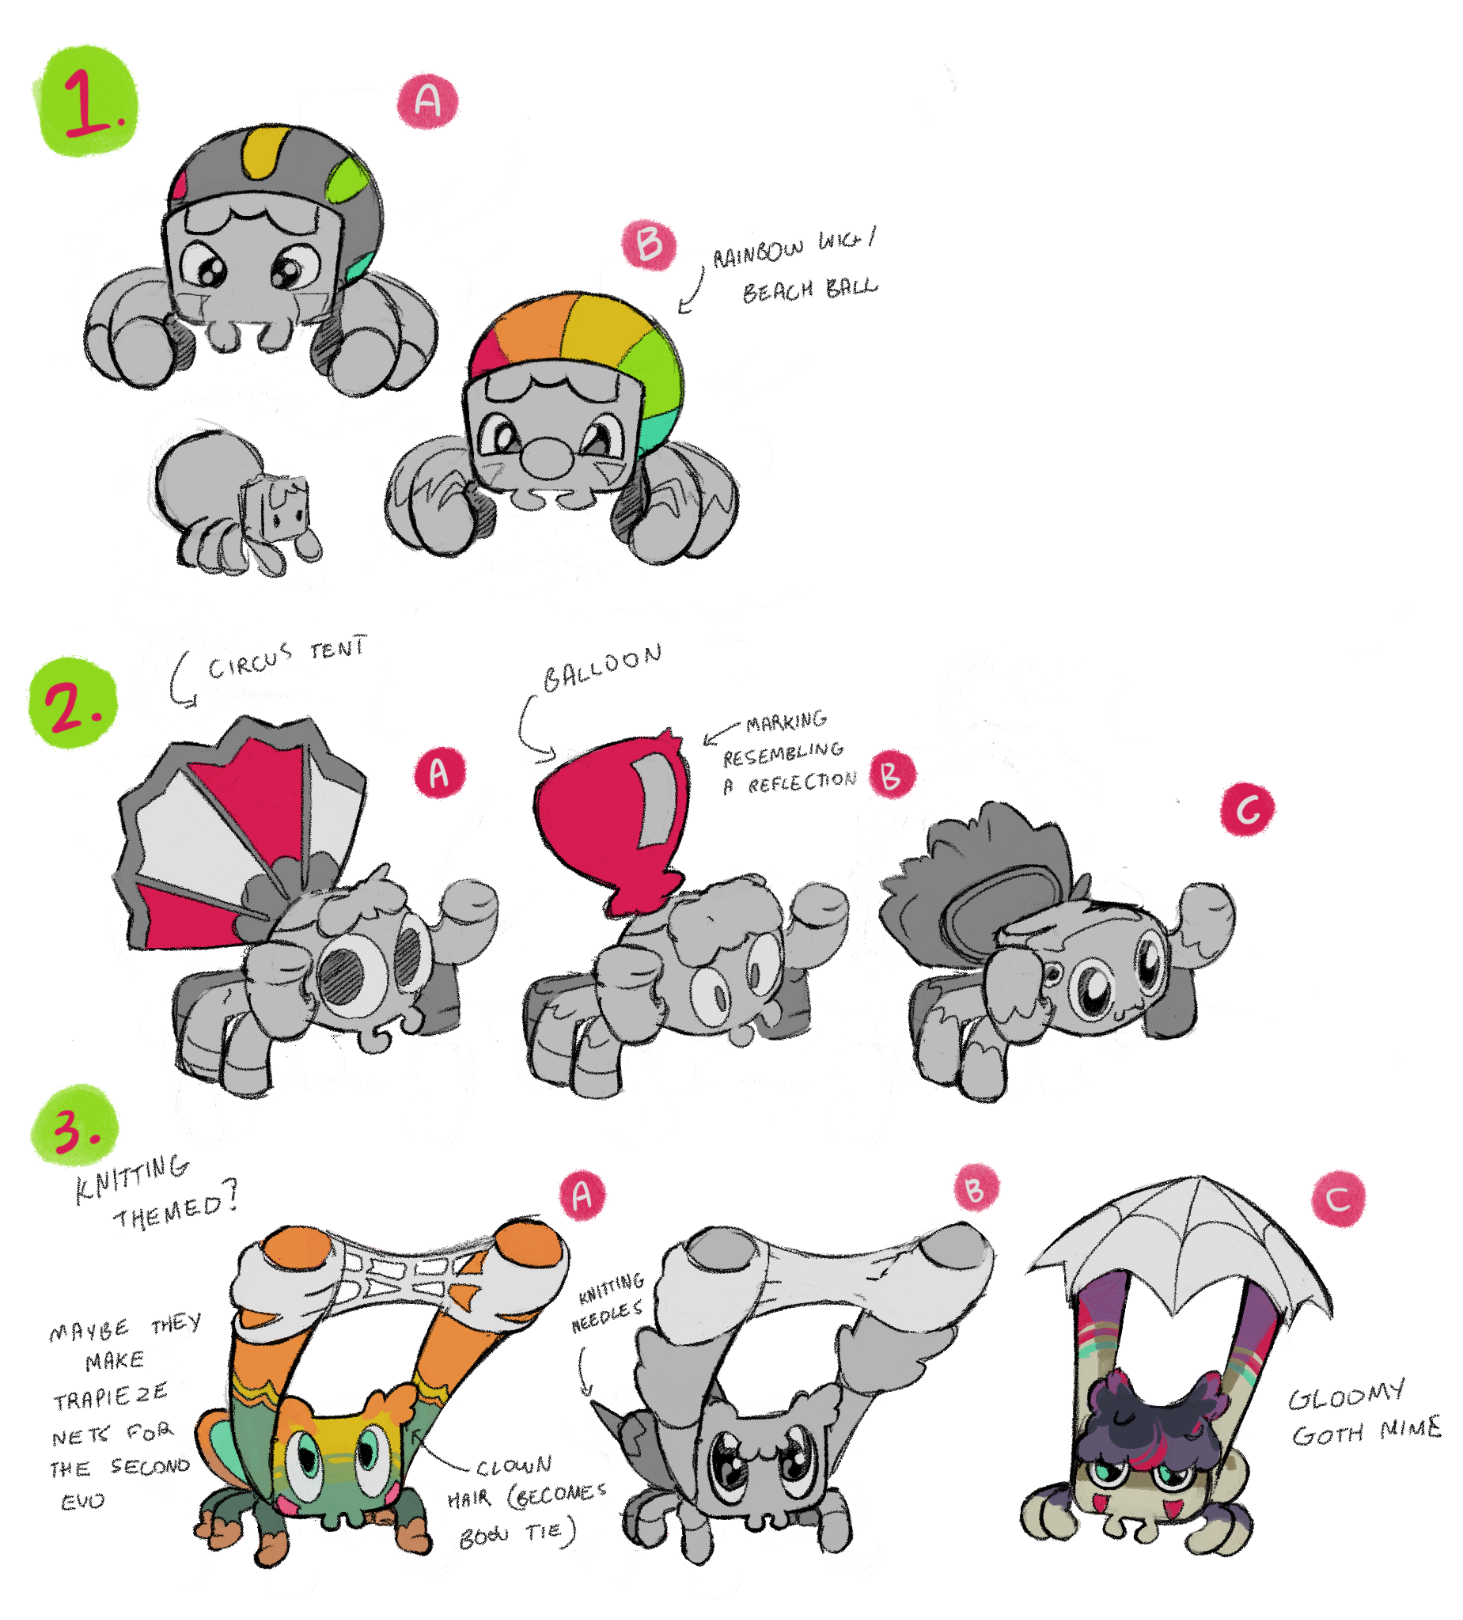 1.
A
B
RAINBOW WIG/
BEACH BALL
2.
CIRCUS TENT
A
BALLOON
MARKING
RESEMBLING
A REFLECTION
B
C
3.
KNITTING
THEMED?
A
B
C
MAYBE THEY
MAKE
TRAPIEZE
NETS FOR
THE SECOND
EVO
CLOWN
HAIR (BECOMES
BOW TIE)
KNITTING
NEEDLES
GLOOMY
GOTH MIME